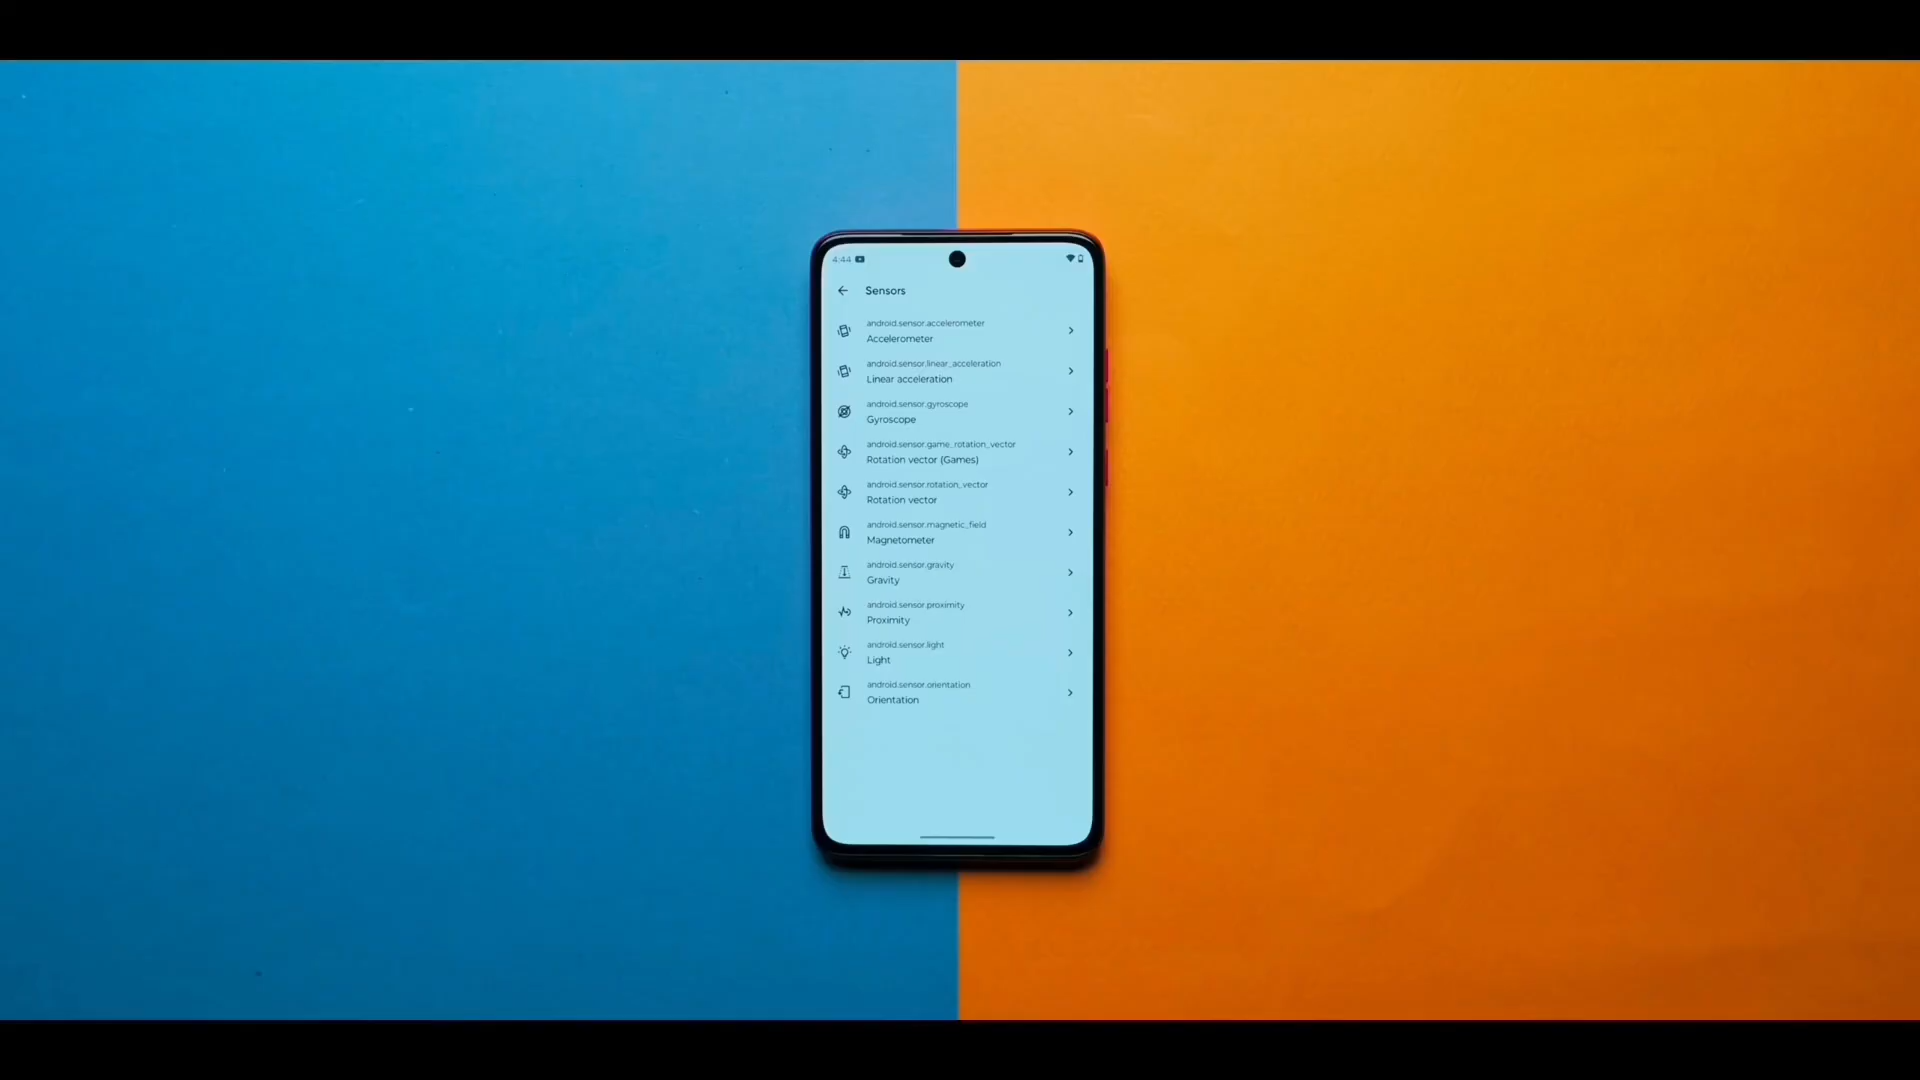 4:44
Sensors
android.sensor.accelerometer
Accelerometer
android.sensor.linear_acceleration
Linear acceleration
android.sensor.gyroscope
Gyroscope
android.sensor.game_rotation_vector
Rotation vector (Games)
android.sensor.rotation_vector
Rotation vector
android.sensor.magnetic_field
Magnetometer
android.sensor.gravity
Gravity
android.sensor.proximity
Proximity
android.sensor.light
Light
android.sensor.orientation
Orientation